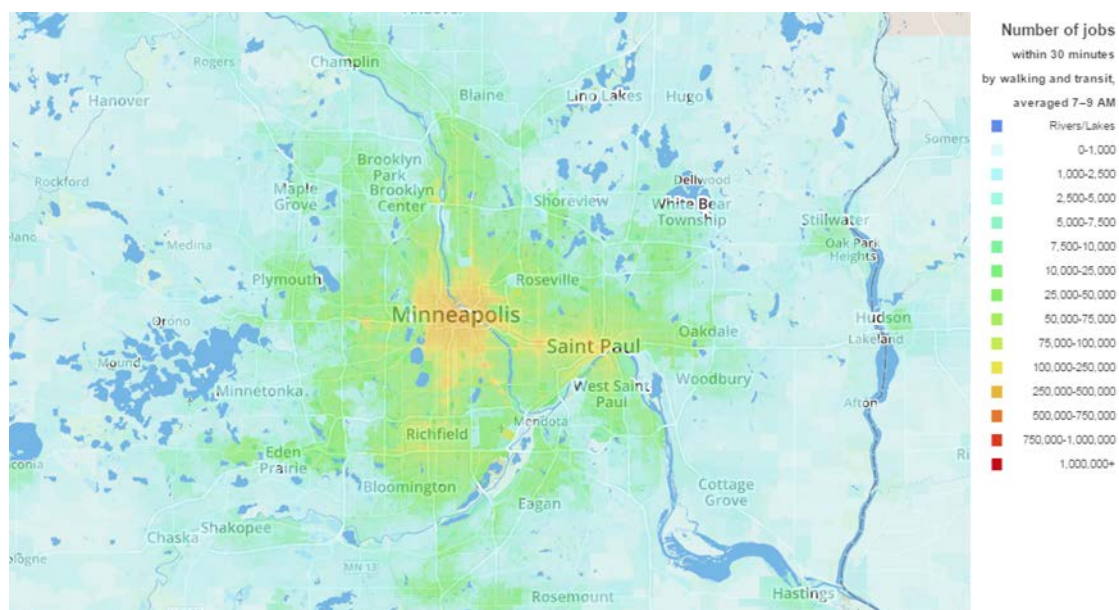 Champlin
Rogers
Hanover
Blaine
Lino Lakes
Hugo
Somers
Brooklyn
Park
Brooklyn
Center
Maple
Grove
Rockford
Shoreview
Dellwood
White Bear
Township
Stillwater
Oak Park
Heights
Medina
Plymouth
Roseville
Minneapolis
Saint Paul
Oakdale
Hudson
Lakeland
Orono
Mound
Minnetonka
West Saint
Paul
Woodbury
Afton
Mendota
Richfield
Eden
Prairie
Bloomington
Eagan
Cottage
Grove
Shakopee
Chaska
MN 13
Rosemount
Hastings
Number of jobs
within 30 minutes
by walking and transit,
averaged 7–9 AM
Rivers/Lakes
0-1,000
1,000-2,500
2,500-5,000
5,000-7,500
7,500-10,000
10,000-25,000
25,000-50,000
50,000-75,000
75,000-100,000
100,000-250,000
250,000-500,000
500,000-750,000
750,000-1,000,000
1,000,000+